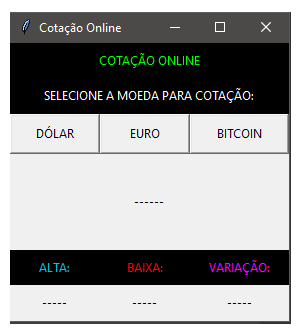 Cotação Online
COTAÇÃO ONLINE
SELECIONE A MOEDA PARA COTAÇÃO:
DÓLAR EURO BITCOIN
------
ALTA: BAIXA: VARIAÇÃO:
----- ----- -----